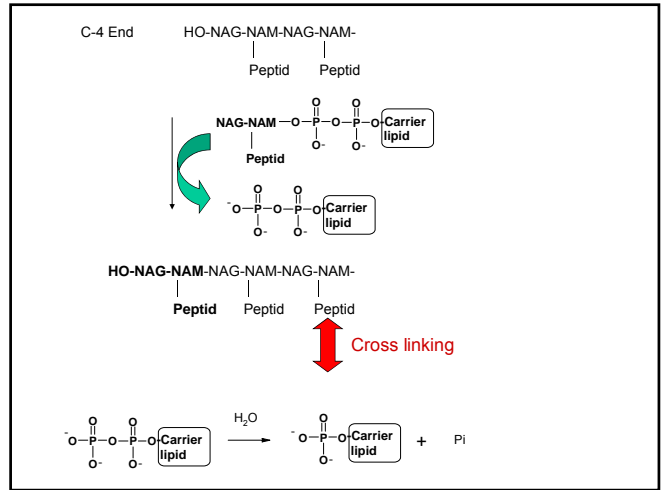 C-4 End HO-NAG-NAM-NAG-NAM-
Peptid Peptid
O O
NAG-NAM—O—P—O—P—O—Carrier
lipid
O- O-
Peptid
O O
-O—P—O—P—O—Carrier
lipid
O- O-
HO-NAG-NAM-NAG-NAM-NAG-NAM-
Peptid Peptid Peptid
Cross linking
O O
-O—P—O—P—O—Carrier
lipid
O- O-
H₂O
O
-O—P—O—Carrier
lipid
O-
+ Pi